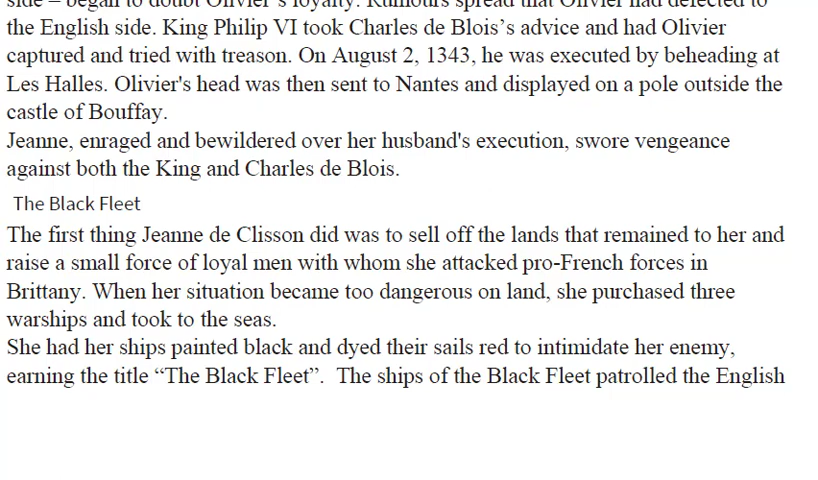 side – began to doubt Olivier's loyalty. Rumours spread that Olivier had defected to
the English side. King Philip VI took Charles de Blois’s advice and had Olivier
captured and tried with treason. On August 2, 1343, he was executed by beheading at
Les Halles. Olivier's head was then sent to Nantes and displayed on a pole outside the
castle of Bouffay.
Jeanne, enraged and bewildered over her husband's execution, swore vengeance
against both the King and Charles de Blois.
The Black Fleet
The first thing Jeanne de Clisson did was to sell off the lands that remained to her and
raise a small force of loyal men with whom she attacked pro-French forces in
Brittany. When her situation became too dangerous on land, she purchased three
warships and took to the seas.
She had her ships painted black and dyed their sails red to intimidate her enemy,
earning the title “The Black Fleet”.  The ships of the Black Fleet patrolled the English